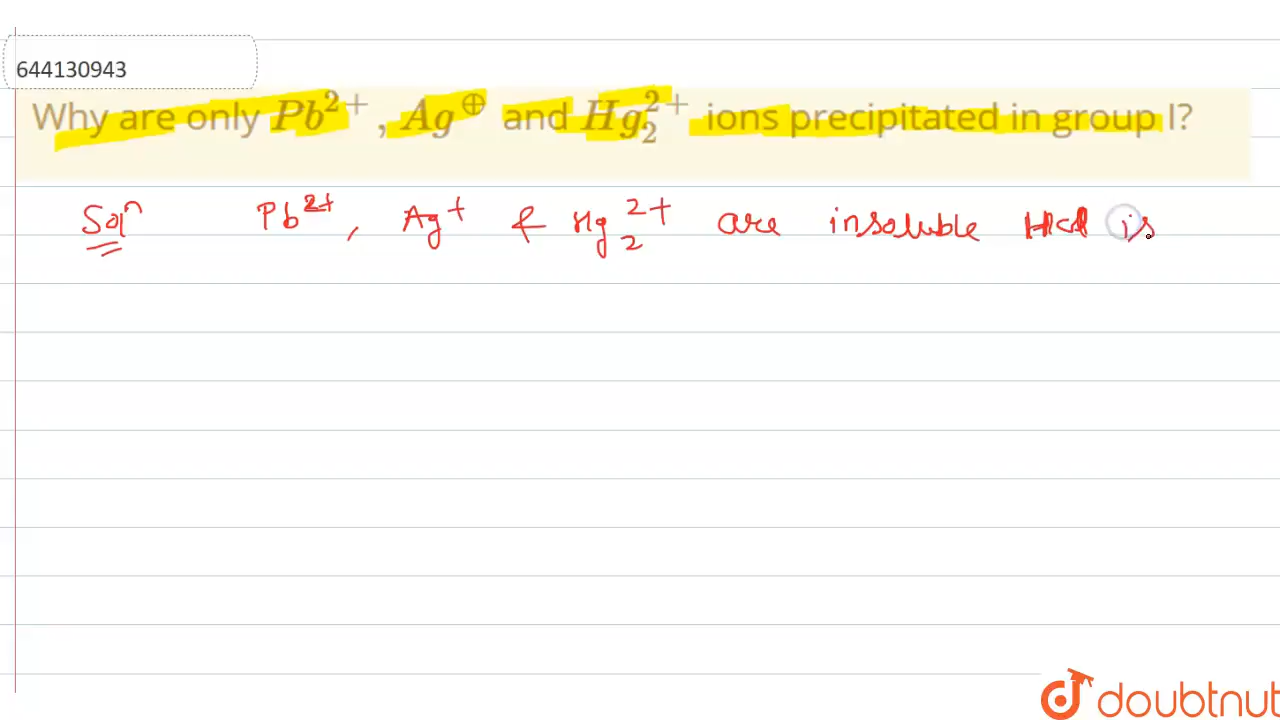 644130943
Why are only Pb²⁺, Ag^⊕ and Hg₂²⁺ ions precipitated in group I?
Solⁿ Pb²⁺, Ag⁺ & Hg₂²⁺ are insoluble HCl is
doubtnut